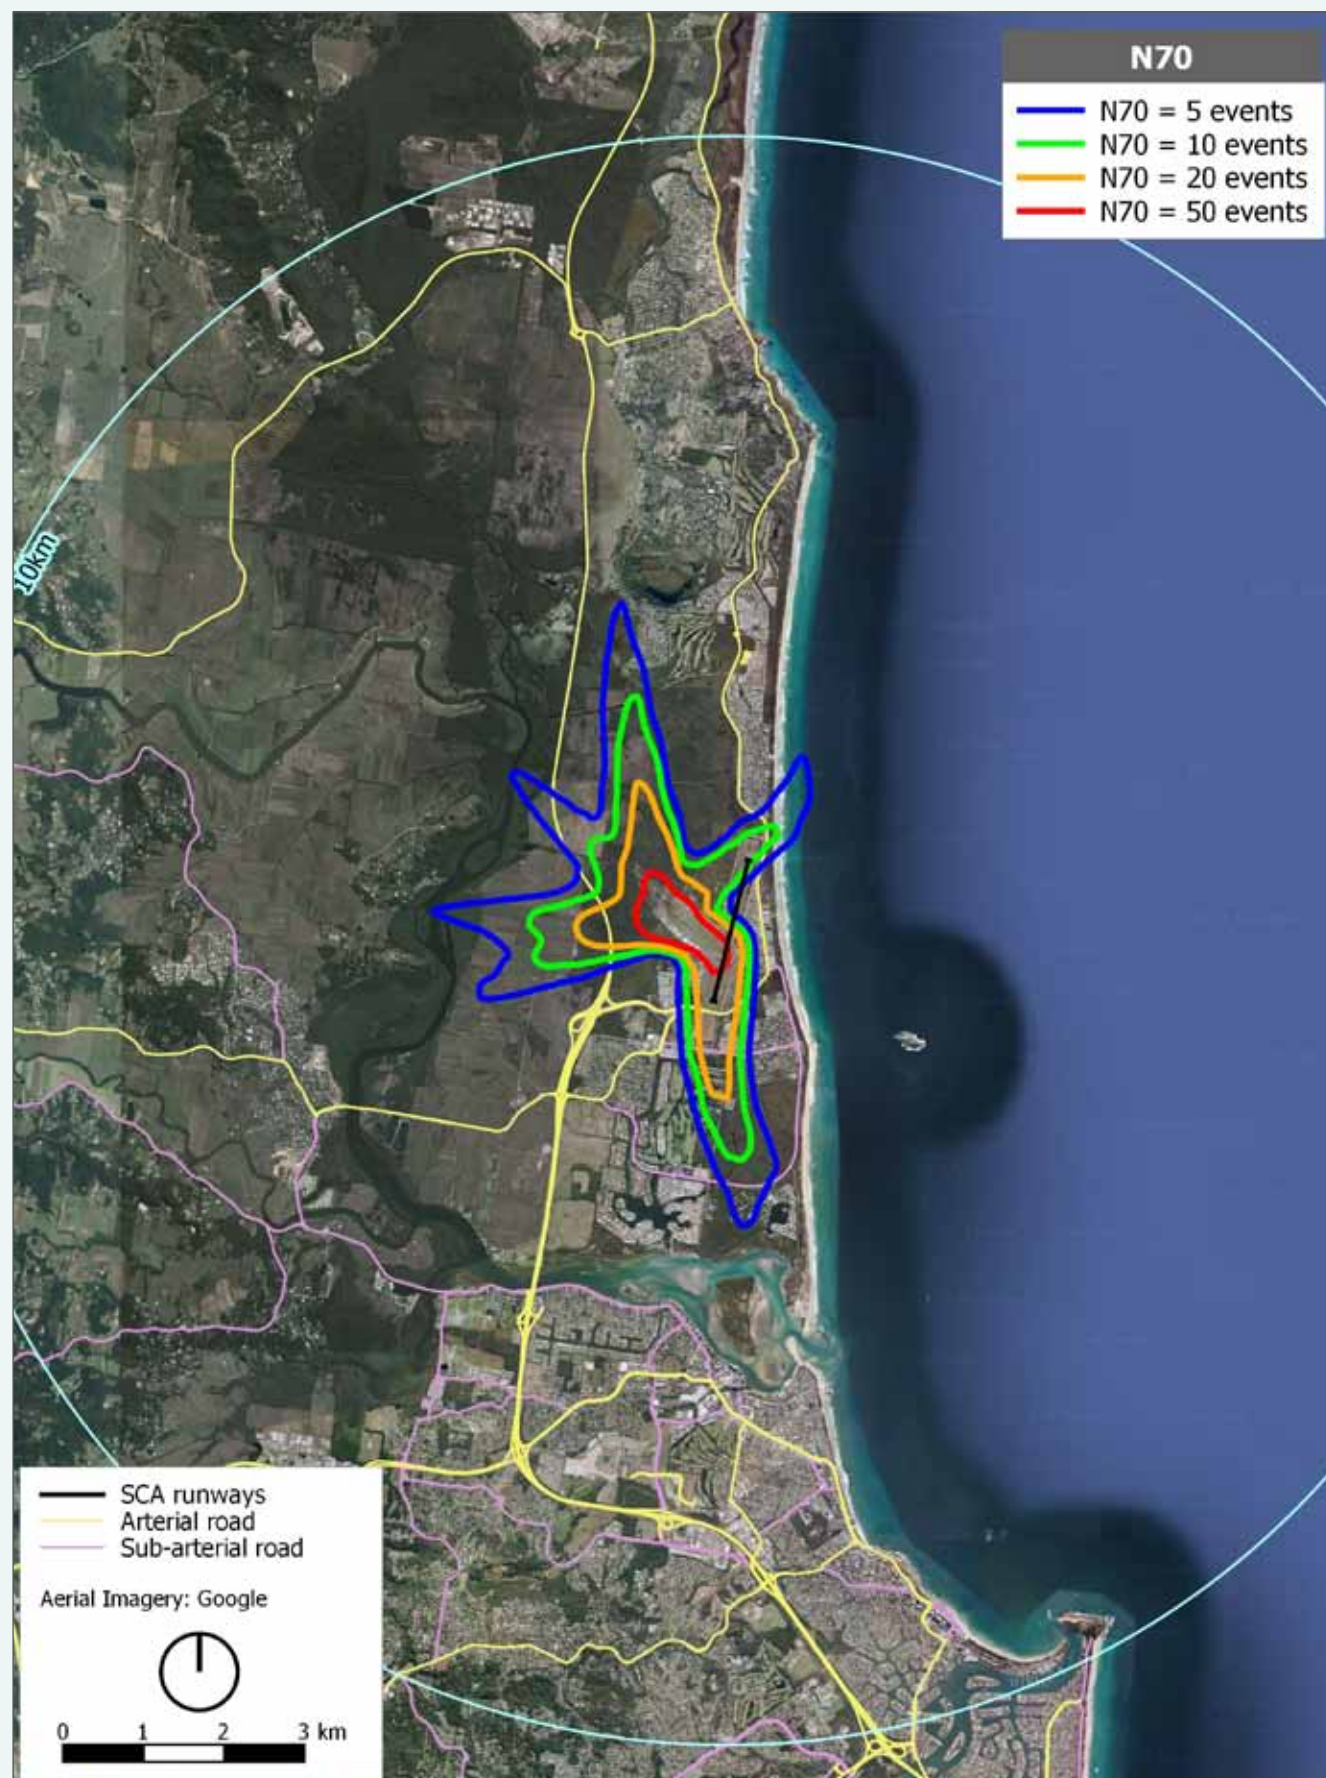 N70
N70 = 5 events
N70 = 10 events
N70 = 20 events
N70 = 50 events
10km
SCA runways
Arterial road
Sub-arterial road
Aerial Imagery: Google
0 1 2 3 km